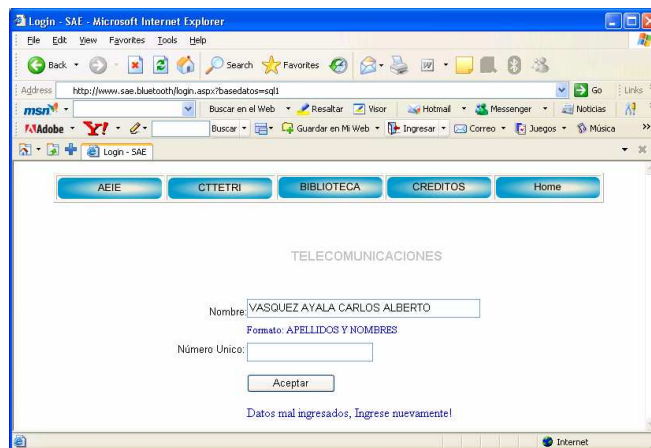 Login - SAE - Microsoft Internet Explorer
File Edit View Favorites Tools Help
Back Search Favorites
Address http://www.sae.bluetooth/login.aspx?basedatos=sql1 Go Links
msn Buscar en el Web Resaltar Visor Hotmail Messenger Noticias
Adobe Y! Buscar Guardar en Mi Web Ingresar Correo Juegos Música
Login - SAE
AEIE CTTETRI BIBLIOTECA CREDITOS Home
TELECOMUNICACIONES
Nombre: VASQUEZ AYALA CARLOS ALBERTO
Formato: APELLIDOS Y NOMBRES
Número Unico:
Aceptar
Datos mal ingresados, Ingrese nuevamente!
Internet